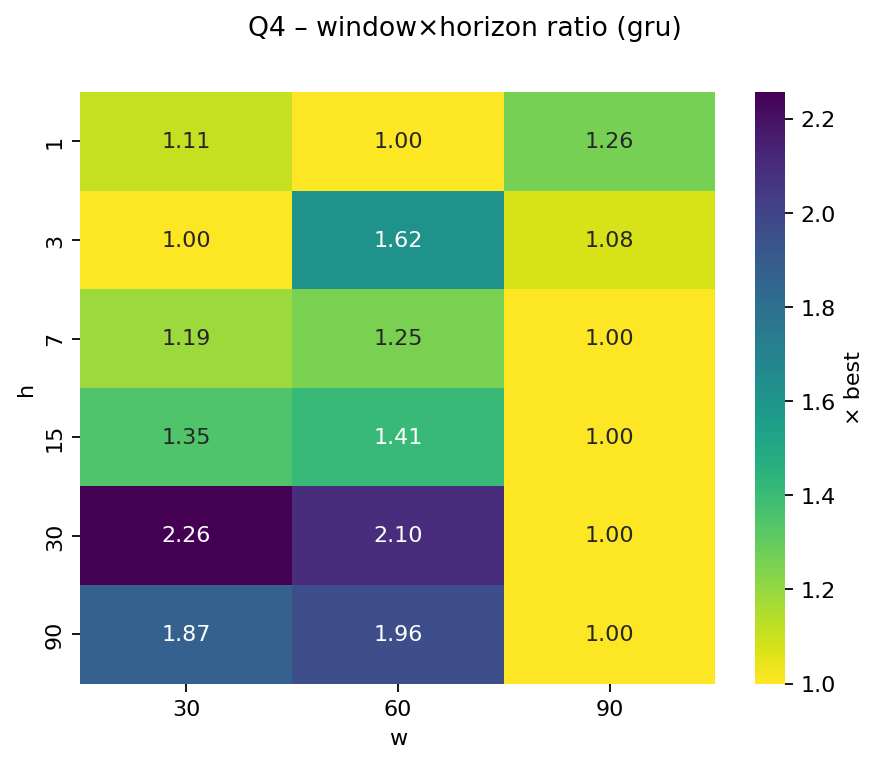 Q4 – window×horizon ratio (gru)
1 1.11 1.00 1.26
3 1.00 1.62 1.08
7 1.19 1.25 1.00
15 1.35 1.41 1.00
30 2.26 2.10 1.00
90 1.87 1.96 1.00
h
30 60 90
w
2.2
2.0
1.8
1.6
1.4
1.2
1.0
× best